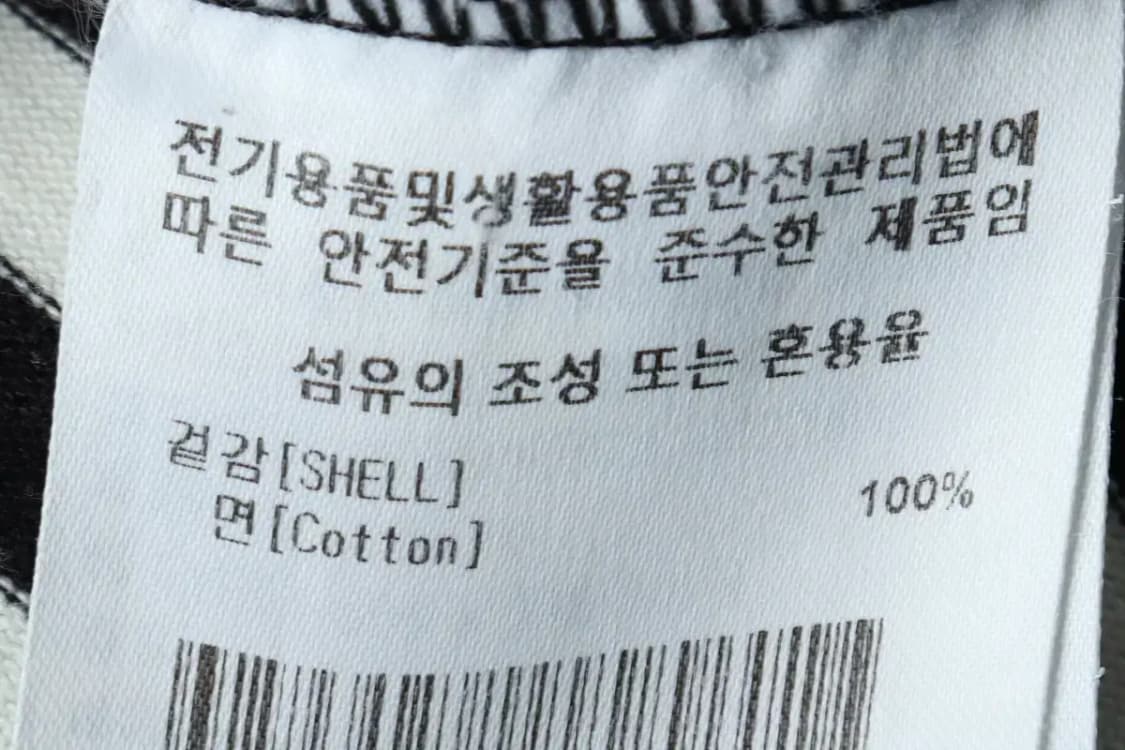 전기용품및생활용품안전관리법에
따른 안전기준을 준수한 제품임
섬유의 조성 또는 혼용율
겉감[SHELL]
면[Cotton] 100%